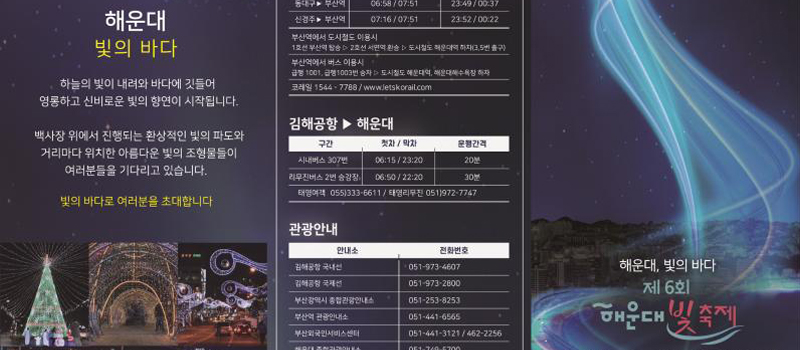 해운대
빛의 바다
하늘의 빛이 내려와 바다에 깃들어
영롱하고 신비로운 빛의 향연이 시작됩니다.
백사장 위에서 진행되는 환상적인 빛의 파도와
거리마다 위치한 아름다운 빛의 조형물들이
여러분들을 기다리고 있습니다.
빛의 바다로 여러분을 초대합니다
동대구▶ 부산역 06:58 / 07:51 23:49 / 00:37
신경주▶ 부산역 07:16 / 07:51 23:52 / 00:22
부산역에서 도시철도 이용시
1호선 부산역 탑승 ▷ 2호선 서면역 환승 ▷ 도시철도 해운대역 하차(3,5번 출구)
부산역에서 버스 이용시
급행 1001, 급행1003번 승차 ▷ 도시철도 해운대역, 해운대해수욕장 하차
코레일 1544 - 7788 / www.letskorail.com
김해공항 ▶ 해운대
구간 첫차 / 막차 운행간격
시내버스 307번 06:15 / 23:20 20분
리무진버스 2번 승강장. 06:50 / 22:20 30분
태영여객 055)333-6611 / 태영리무진 051)972-7747
관광안내
안내소 전화번호
김해공항 국내선 051-973-4607
김해공항 국제선 051-973-2800
부산광역시 종합관광안내소 051-253-8253
부산역 관광안내소 051-441-6565
부산외국인서비스센터 051-441-3121 / 462-2256
해운대 종합관광안내소 051-749-5700
해운대, 빛의 바다
제 6회
해운대 빛 축제